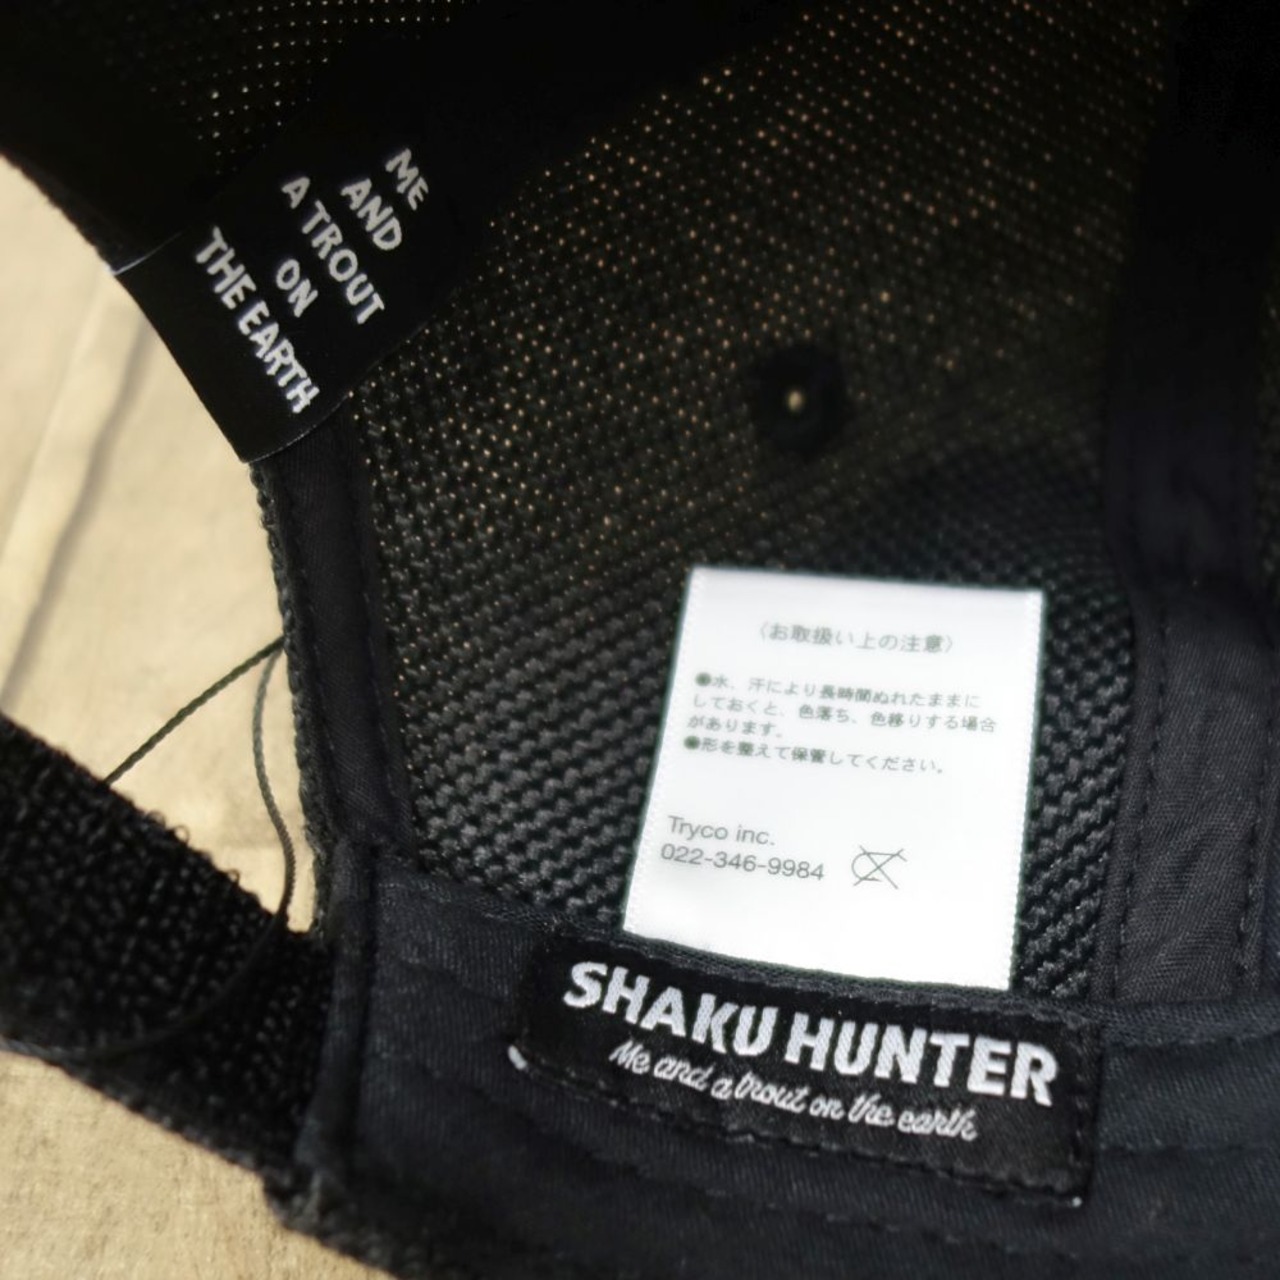 ME
AND
A TROUT
ON
THE EARTH
〈お取扱い上の注意〉
●水、汗により長時間ぬれたままに
しておくと、色落ち、色移りする場合
があります。
●形を整えて保管してください。
Tryco inc.
022-346-9984
SHAKU HUNTER
Me and a trout on the earth